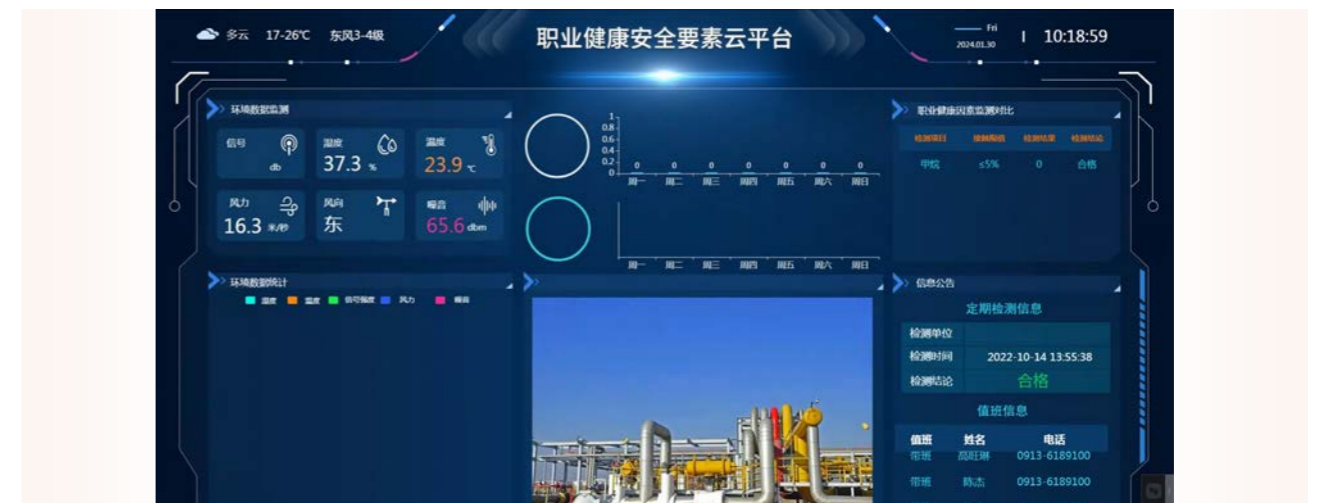 多云 17-26℃ 东风3-4级
职业健康安全要素云平台
Fri
2024.01.30
10:18:59
环境数据监测
信号
db
湿度
37.3 %
温度
23.9 ℃
风力
16.3 米/秒
风向
东
噪音
65.6 dbm
1
0.8
0.6
0.4
0.2
0
0 0 0 0 0 0 0
周一 周二 周三 周四 周五 周六 周日
周一 周二 周三 周四 周五 周六 周日
职业健康因素监测对比
检测项目 接触限值 检测结果 检测结论
甲烷 ≤5% 0 合格
环境数据统计
湿度 温度 信号强度 风力 噪音
信息公告
定期检测信息
检测单位
检测时间 2022-10-14 13:55:38
检测结论 合格
值班信息
值班 姓名 电话
带班 高旺琳 0913-6189100
带班 陈杰 0913-6189100